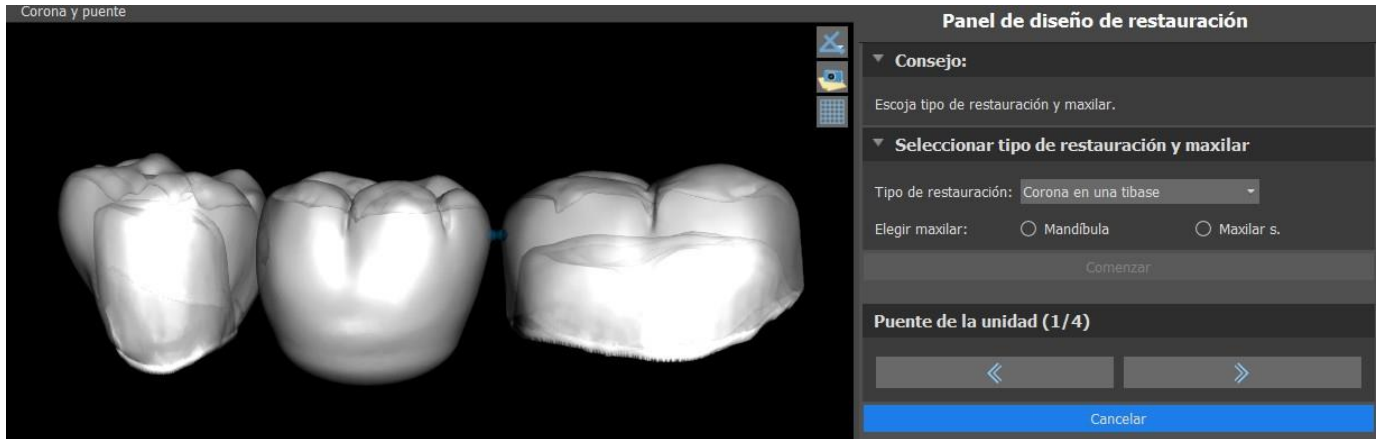 Corona y puente
Panel de diseño de restauración
Consejo:
Escoja tipo de restauración y maxilar.
Seleccionar tipo de restauración y maxilar
Tipo de restauración: Corona en una tibase
Elegir maxilar: Mandíbula Maxilar s.
Comenzar
Puente de la unidad (1/4)
Cancelar